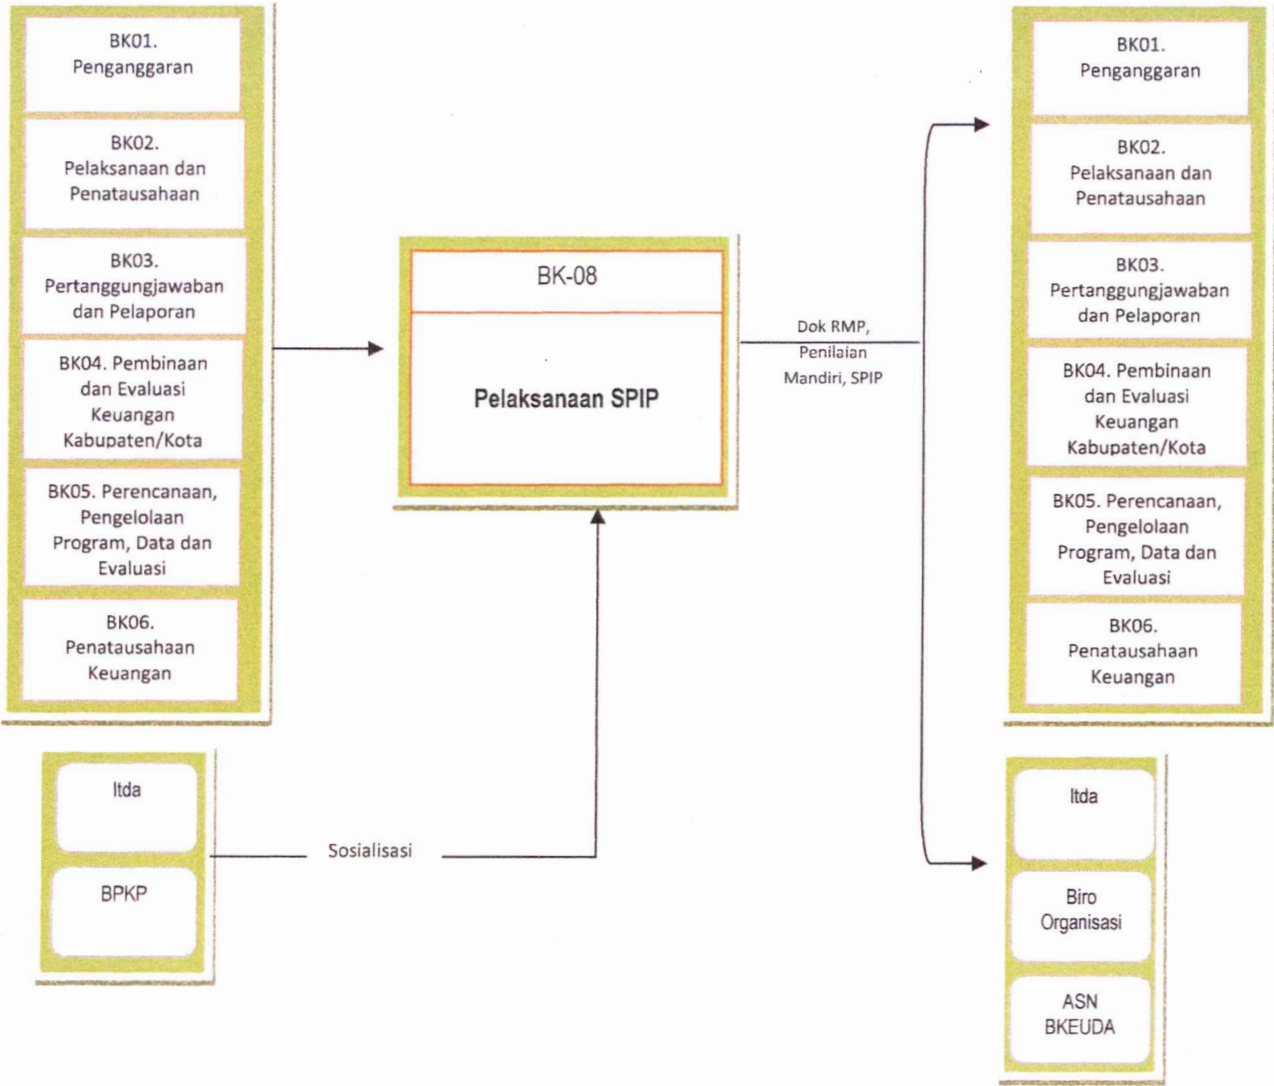 BK01.
Penganggaran
BK02.
Pelaksanaan dan
Penatausahaan
BK03.
Pertanggungjawaban
dan Pelaporan
BK04. Pembinaan
dan Evaluasi
Keuangan
Kabupaten/Kota
BK05. Perencanaan,
Pengelolaan
Program, Data dan
Evaluasi
BK06.
Penatausahaan
Keuangan
Itda
BPKP
Sosialisasi
BK-08
Pelaksanaan SPIP
Dok RMP,
Penilaian
Mandiri, SPIP
BK01.
Penganggaran
BK02.
Pelaksanaan dan
Penatausahaan
BK03.
Pertanggungjawaban
dan Pelaporan
BK04. Pembinaan
dan Evaluasi
Keuangan
Kabupaten/Kota
BK05. Perencanaan,
Pengelolaan
Program, Data dan
Evaluasi
BK06.
Penatausahaan
Keuangan
Itda
Biro
Organisasi
ASN
BKEUDA